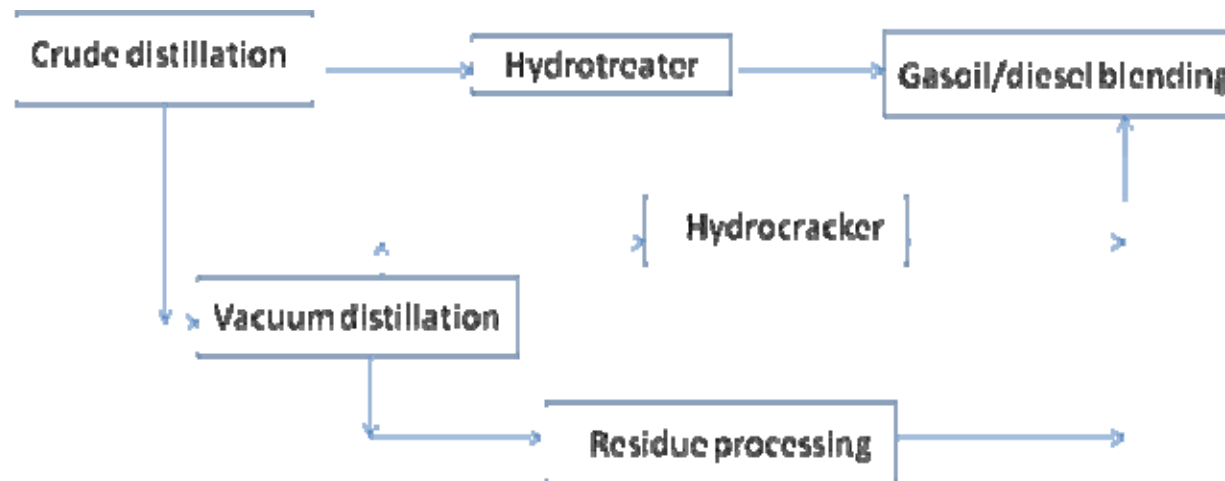 Crude distillation
Hydrotreater
Gasoil/diesel blending
Hydrocracker
Vacuum distillation
Residue processing